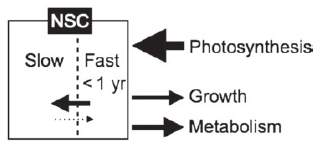 NSC
Slow Fast
< 1 yr
Photosynthesis
Growth
Metabolism